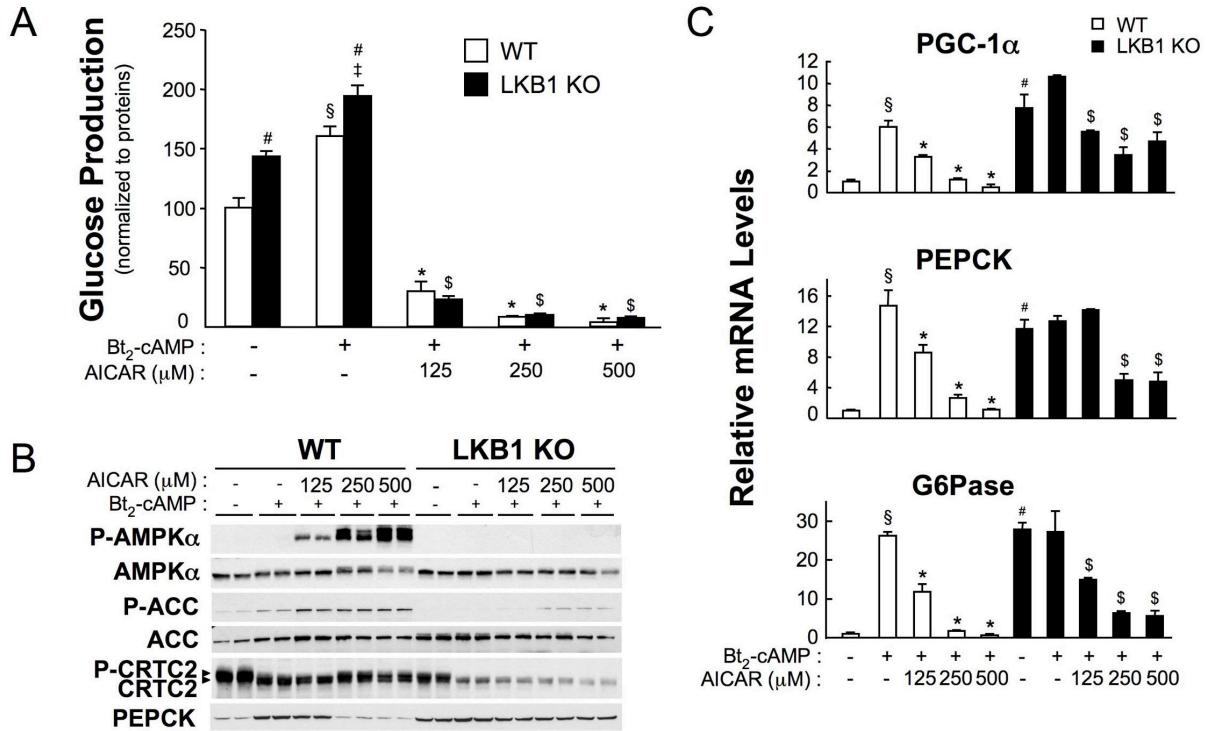 A
Glucose Production
(normalized to proteins)
250
200
150
100
50
0
WT
LKB1 KO
#
§
#
‡
*
$
*
$
*
$
Bt2-cAMP : - + + + +
AICAR (μM) : - - 125 250 500
B
WT LKB1 KO
AICAR (μM) : - - 125 250 500 - - 125 250 500
Bt2-cAMP : - + + + + - + + + +
P-AMPKα
AMPKα
P-ACC
ACC
P-CRTC2
CRTC2
PEPCK
C
WT
LKB1 KO
Relative mRNA Levels
PGC-1α
12
10
8
6
4
2
0
§ * * * # $ $ $
PEPCK
16
12
8
4
0
§ * * * # $ $
G6Pase
30
20
10
0
§ * * * # $ $ $
Bt2-cAMP : - + + + + - + + + +
AICAR (μM) : - - 125 250 500 - - 125 250 500